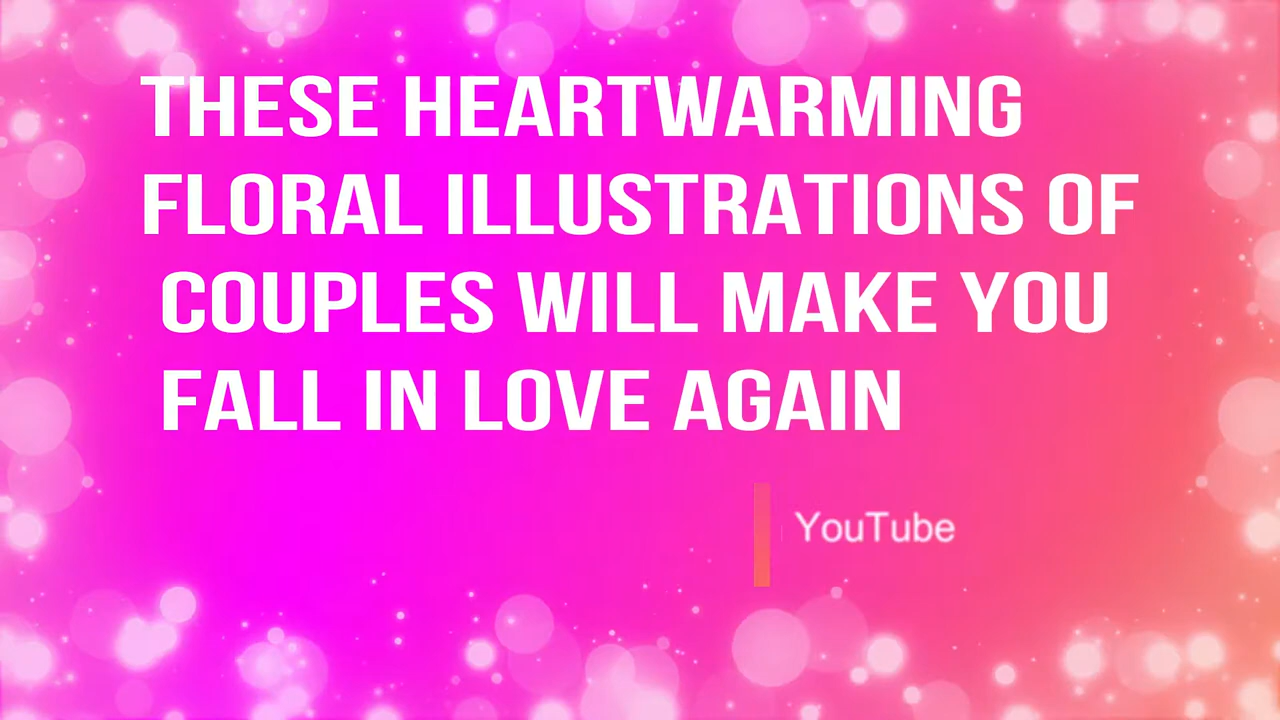 THESE HEARTWARMING
FLORAL ILLUSTRATIONS OF
COUPLES WILL MAKE YOU
FALL IN LOVE AGAIN
YouTube